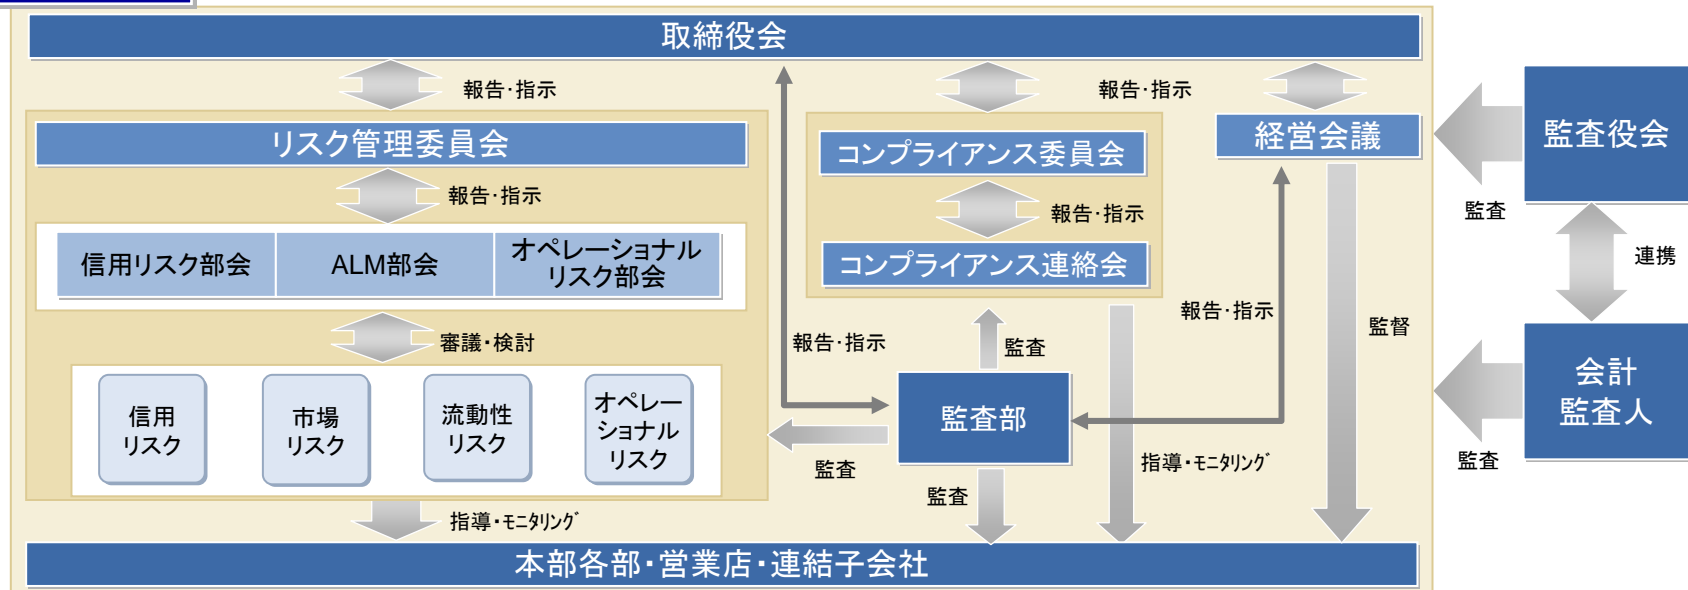 取締役会
報告・指示
報告・指示
リスク管理委員会
コンプライアンス委員会
経営会議
監査役会
報告・指示
報告・指示
監査
信用リスク部会
ALM部会
オペレーショナル
リスク部会
コンプライアンス連絡会
連携
審議・検討
報告・指示
監査
報告・指示
監督
信用
リスク
市場
リスク
流動性
リスク
オペレー
ショナル
リスク
監査部
会計
監査人
監査
監査
指導・モニタリング
監査
指導・モニタリング
本部各部・営業店・連結子会社